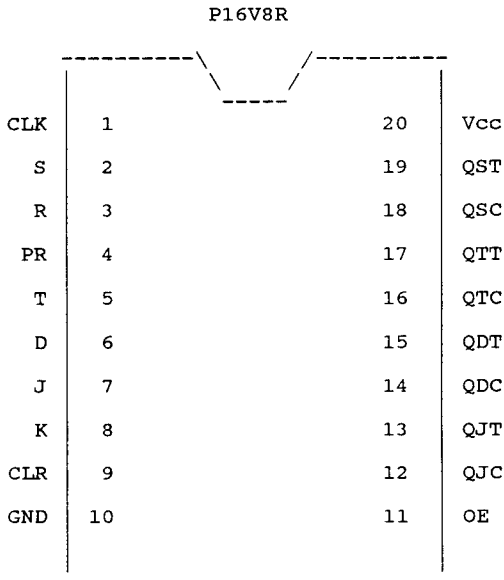 P16V8R
CLK 1 20 Vcc
S 2 19 QST
R 3 18 QSC
PR 4 17 QTT
T 5 16 QTC
D 6 15 QDT
J 7 14 QDC
K 8 13 QJT
CLR 9 12 QJC
GND 10 11 OE